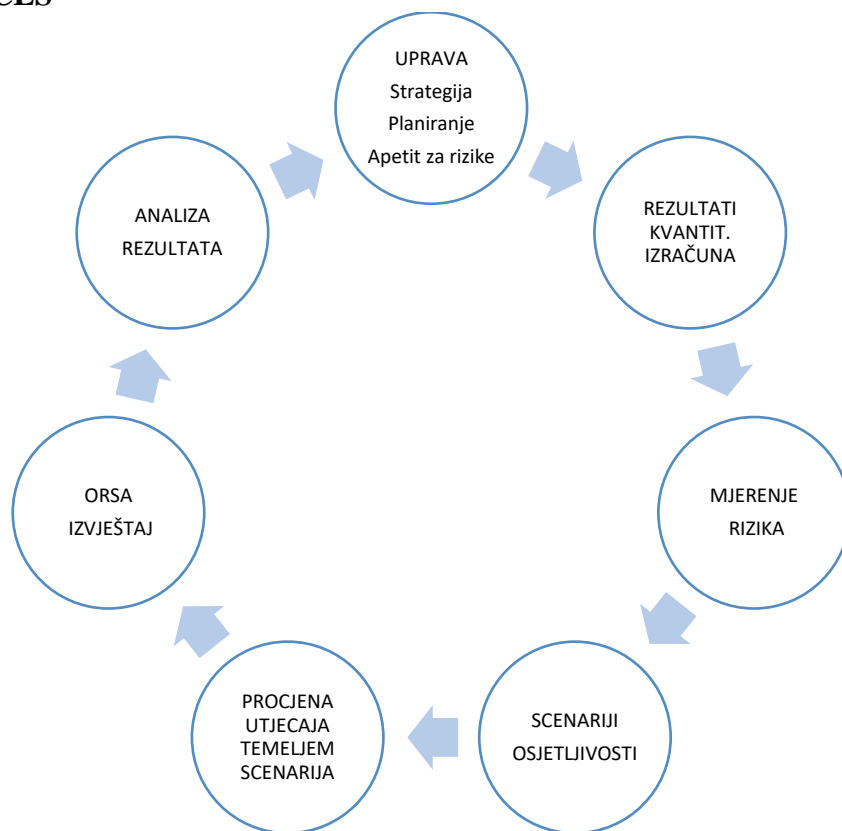 UPRAVA
Strategija
Planiranje
Apetit za rizike
REZULTATI
KVANTIT.
IZRAČUNA
MJERENJE
RIZIKA
SCENARIJI
OSJETLJIVOSTI
PROCJENA
UTJECAJA
TEMELJEM
SCENARIJA
ORSA
IZVJEŠTAJ
ANALIZA
REZULTATA